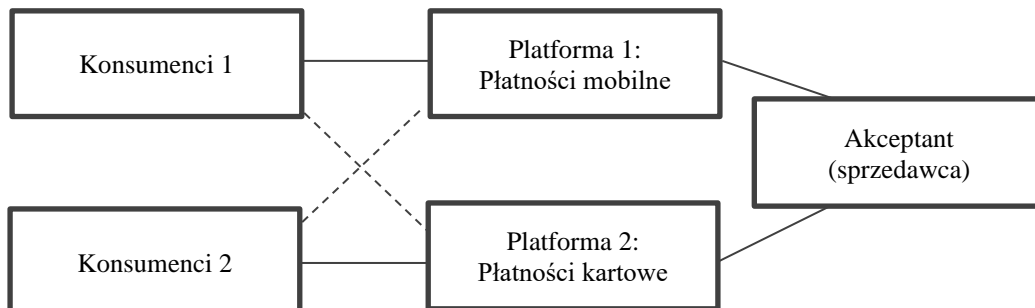 Konsumenci 1
Platforma 1:
Płatności mobilne
Akceptant
(sprzedawca)
Konsumenci 2
Platforma 2:
Płatności kartowe